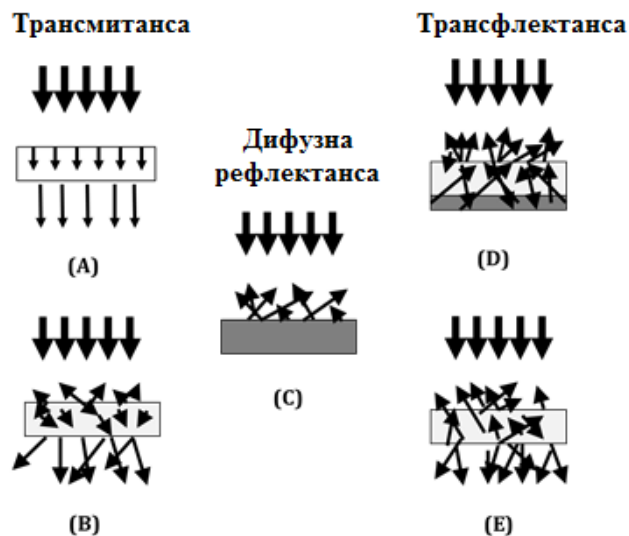 Трансмитанса
Трансфлектанса
Дифузна
рефлектанса
(A)
(B)
(C)
(D)
(E)